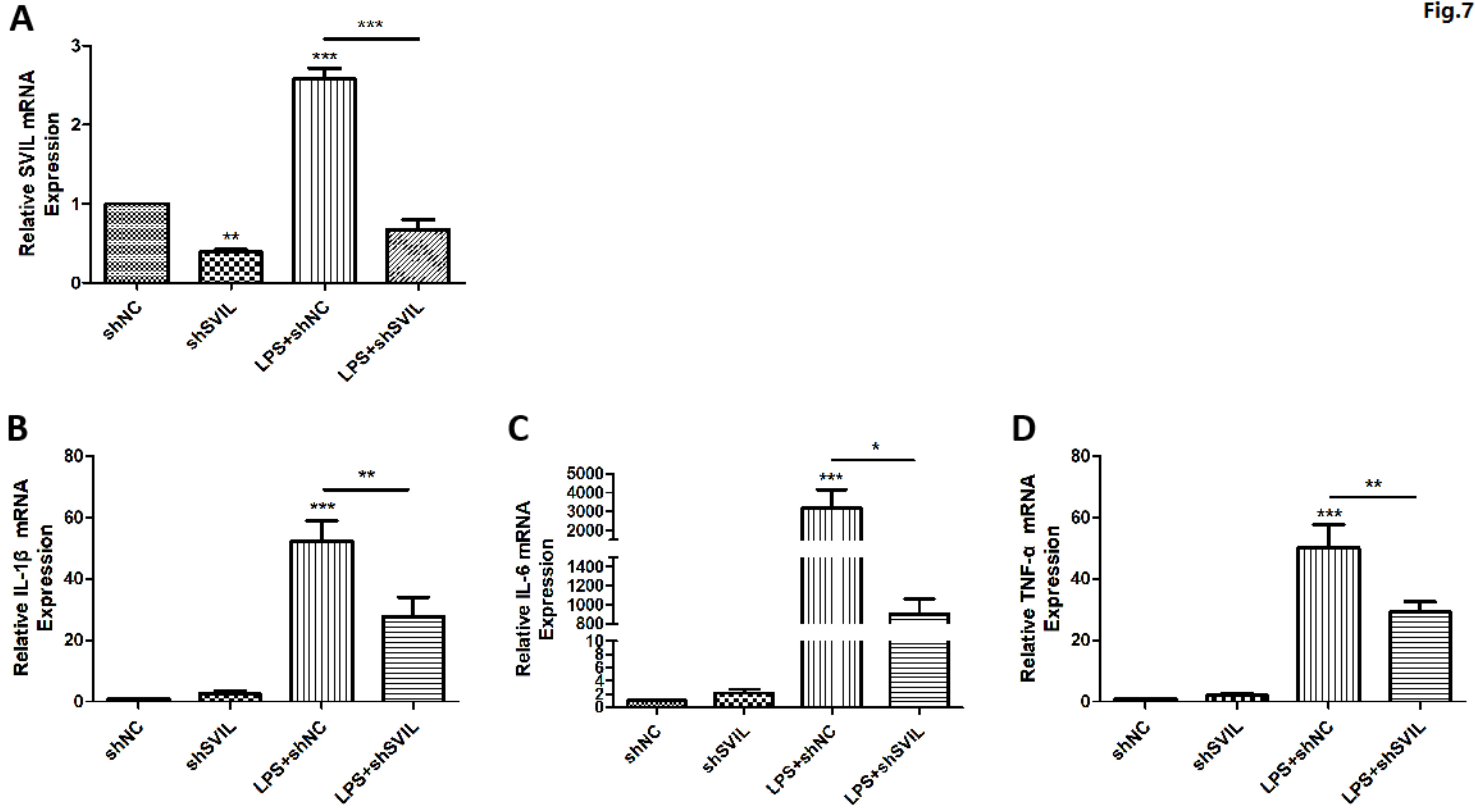 Fig.7
A
Relative SVIL mRNA
Expression
3
2
1
0
**
***
***
shNC
shSVIL
LPS+shNC
LPS+shSVIL
B
Relative IL-1β mRNA
Expression
80
60
40
20
0
***
**
shNC
shSVIL
LPS+shNC
LPS+shSVIL
C
Relative IL-6 mRNA
Expression
5000
4000
3000
2000
1400
1200
1000
800
10
8
6
4
2
0
***
*
shNC
shSVIL
LPS+shNC
LPS+shSVIL
D
Relative TNF-α mRNA
Expression
80
60
40
20
0
***
**
shNC
shSVIL
LPS+shNC
LPS+shSVIL